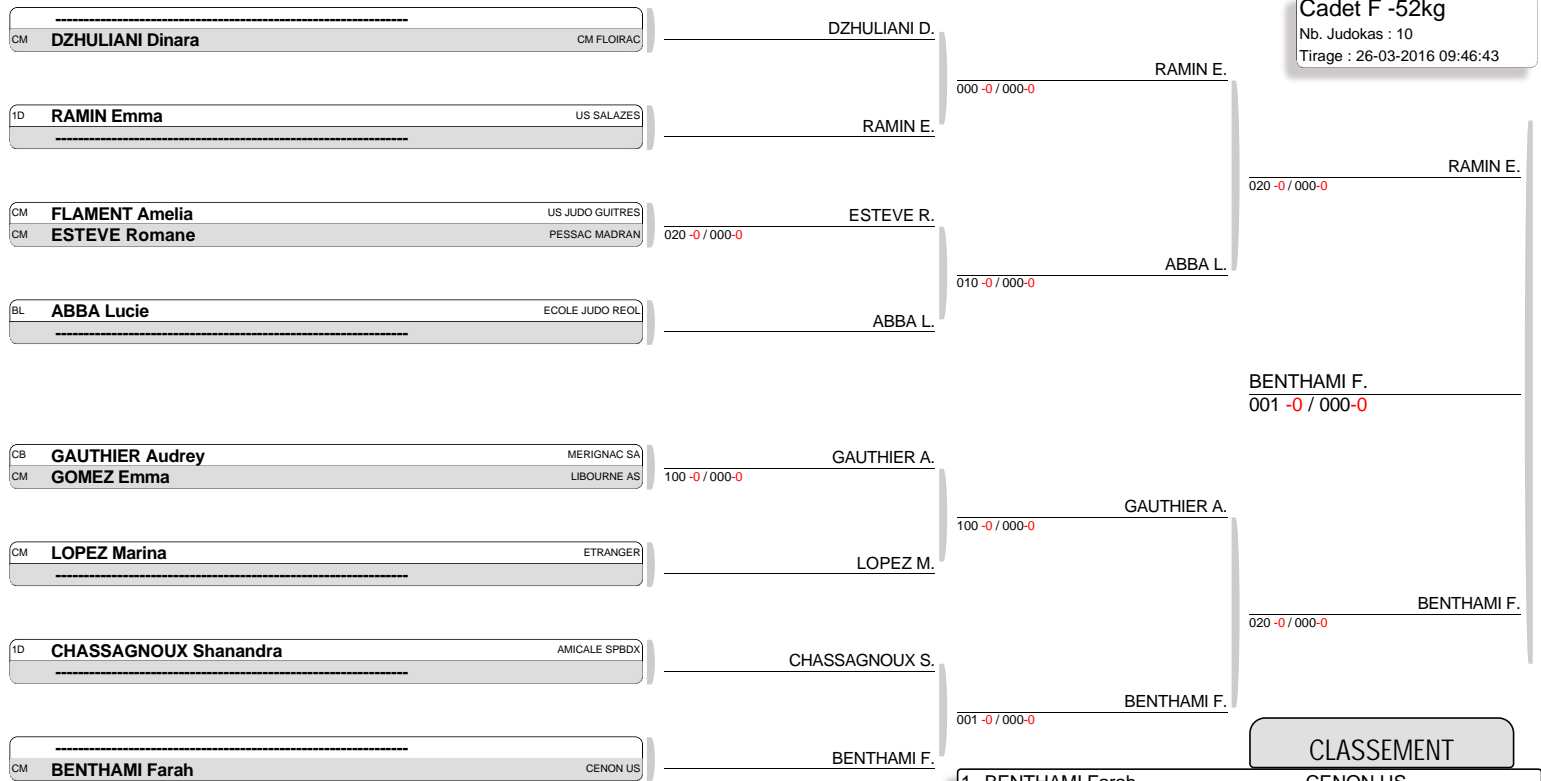 Cadet F -52kg
Nb. Judokas : 10
Tirage : 26-03-2016 09:46:43
----------------------------------------------------------------
CM DZHULIANI Dinara CM FLOIRAC
1D RAMIN Emma US SALAZES
----------------------------------------------------------------
CM FLAMENT Amelia US JUDO GUITRES
CM ESTEVE Romane PESSAC MADRAN
BL ABBA Lucie ECOLE JUDO REOL
----------------------------------------------------------------
CB GAUTHIER Audrey MERIGNAC SA
CM GOMEZ Emma LIBOURNE AS
CM LOPEZ Marina ETRANGER
----------------------------------------------------------------
1D CHASSAGNOUX Shanandra AMICALE SPBDX
----------------------------------------------------------------
----------------------------------------------------------------
CM BENTHAMI Farah CENON US
DZHULIANI D.
RAMIN E.
ESTEVE R.
020 -0 / 000-0
ABBA L.
GAUTHIER A.
100 -0 / 000-0
LOPEZ M.
CHASSAGNOUX S.
BENTHAMI F.
RAMIN E.
000 -0 / 000-0
ABBA L.
010 -0 / 000-0
GAUTHIER A.
100 -0 / 000-0
BENTHAMI F.
001 -0 / 000-0
RAMIN E.
020 -0 / 000-0
BENTHAMI F.
001 -0 / 000-0
BENTHAMI F.
020 -0 / 000-0
CLASSEMENT
1 BENTHAMI Farah CENON US